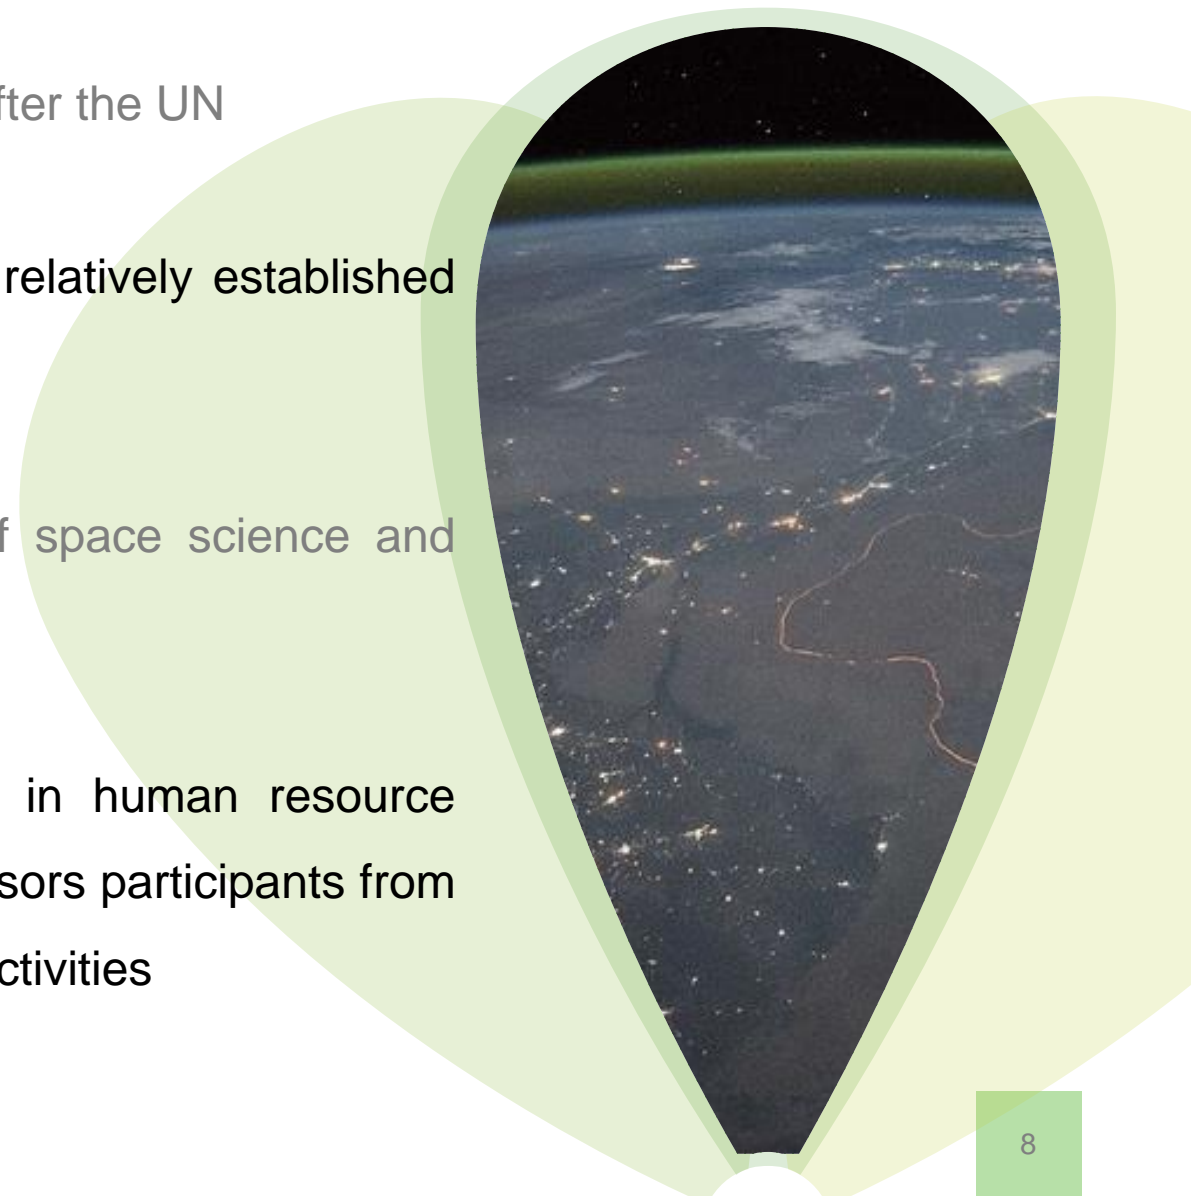 fter the UN
relatively established
f space science and
in human resource
sors participants from
ctivities
8